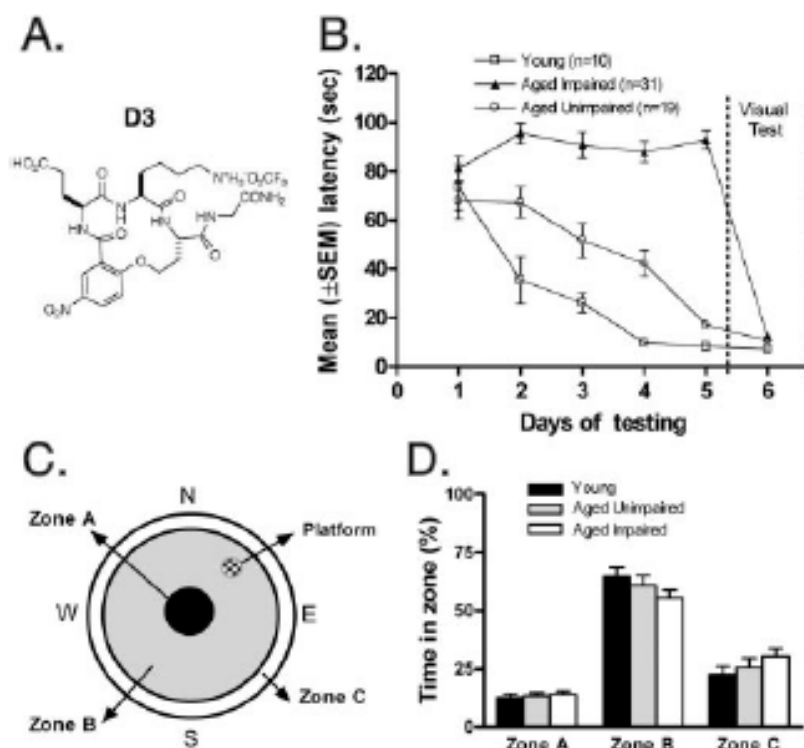 A.
D3
HO₂C
O
N
H
H
N
O
N⁺H₃⁻O₂CCF₃
CONH₂
NH
O
HN
HN
O
O
O₂N
B.
Young (n=10)
Aged Impaired (n=31)
Aged Unimpaired (n=19)
Visual
Test
Mean (±SEM) latency (sec)
120
100
80
60
40
20
0
0 1 2 3 4 5 6
Days of testing
C.
N
Zone A
Platform
W
E
Zone B
Zone C
S
D.
Young
Aged Unimpaired
Aged Impaired
Time in zone (%)
100
75
50
25
0
Zone A Zone B Zone C